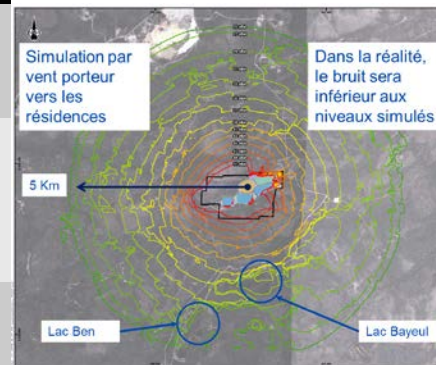 Simulation par
vent porteur
vers les
résidences
Dans la réalité,
le bruit sera
inférieur aux
niveaux simulés
5 Km
Lac Ben
Lac Bayeul